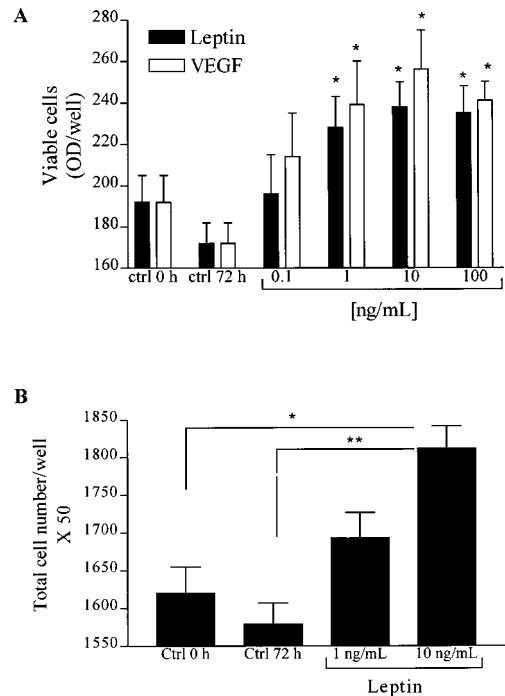 A
280
260
240
220
200
180
160
Viable cells
(OD/well)
Leptin
VEGF
* * * * * *
ctrl 0 h ctrl 72 h 0.1 1 10 100
[ng/mL]
B
1850
1800
1750
1700
1650
1600
1550
Total cell number/well
X 50
*
**
Ctrl 0 h Ctrl 72 h 1 ng/mL 10 ng/mL
Leptin